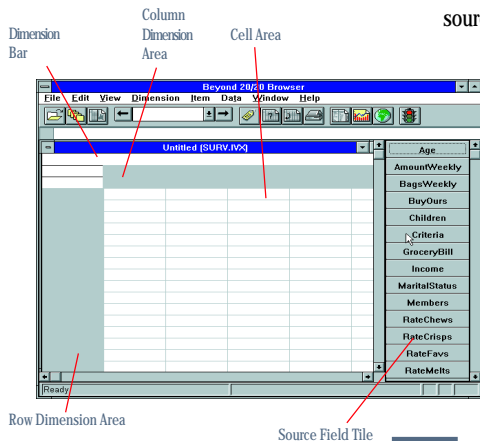 sourc
Column
Dimension
Area
Dimension
Bar
Cell Area
Beyond 20/20 Browser
File Edit View Dimension Item Data Window Help
Untitled (SURV.IVX)
Age
AmountWeekly
BagsWeekly
BuyOurs
Children
Criteria
GroceryBill
Income
MaritalStatus
Members
RateChews
RateCrisps
RateFavs
RateMelts
Ready
Row Dimension Area
Source Field Tile